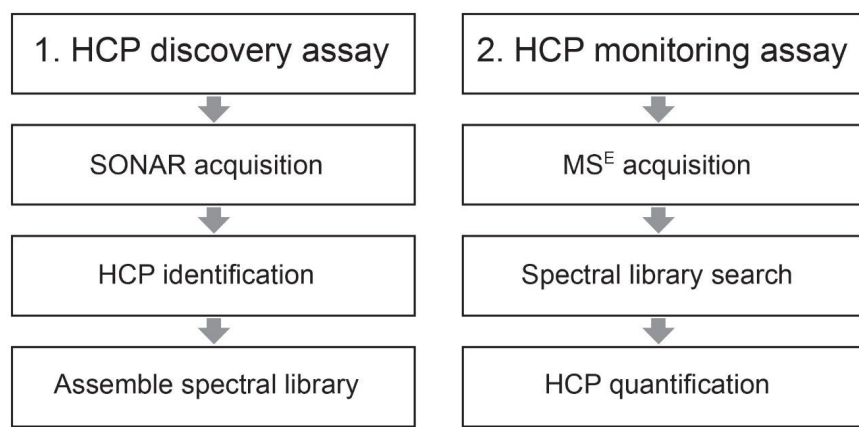 1. HCP discovery assay
SONAR acquisition
HCP identification
Assemble spectral library
2. HCP monitoring assay
MSᴱ acquisition
Spectral library search
HCP quantification